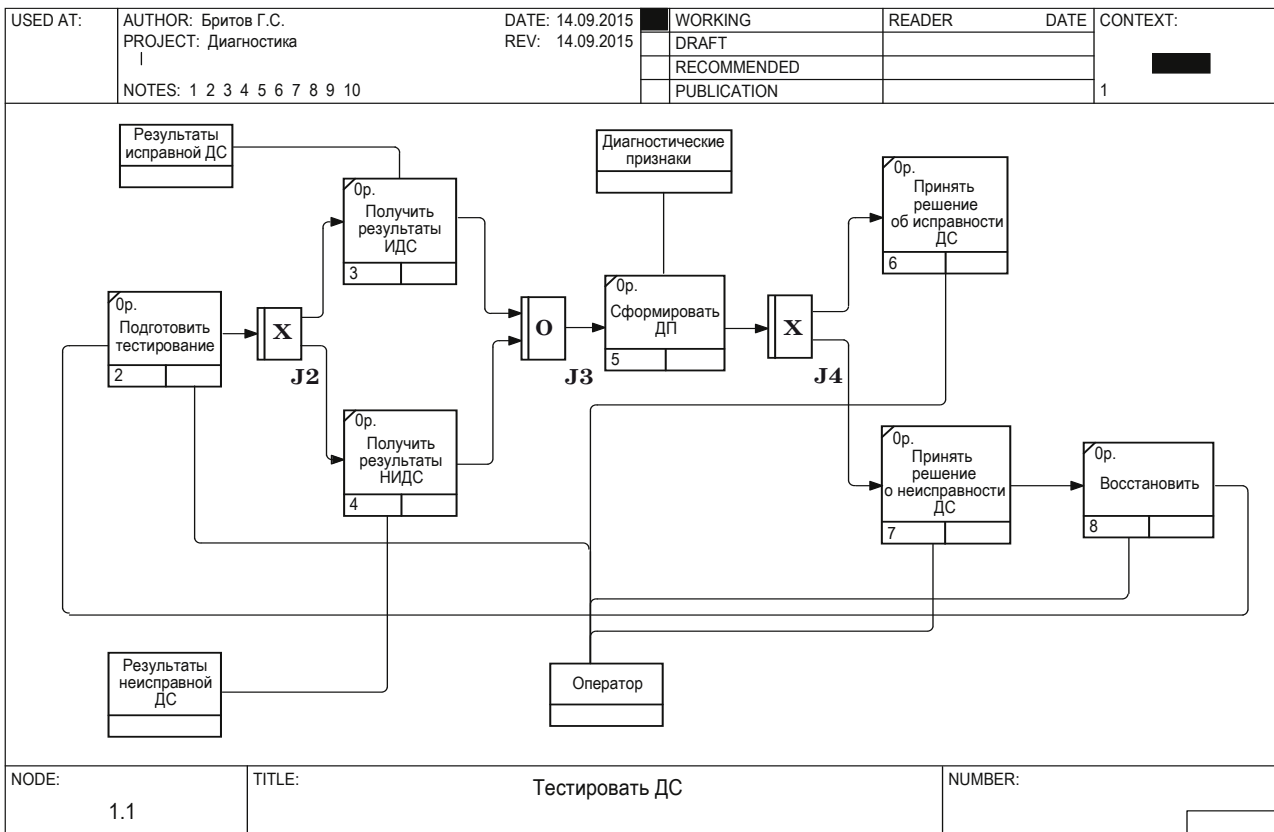 USED AT:
AUTHOR: Бритов Г.С.
DATE: 14.09.2015
PROJECT: Диагностика
REV: 14.09.2015
NOTES: 1 2 3 4 5 6 7 8 9 10
WORKING
DRAFT
RECOMMENDED
PUBLICATION
READER DATE
CONTEXT:
1
Результаты
исправной ДС
Диагностические
признаки
0р.
Получить
результаты
ИДС
3
0р.
Принять
решение
об исправности
ДС
6
0р.
Подготовить
тестирование
2
X
J2
O
J3
0р.
Сформировать
ДП
5
X
J4
0р.
Получить
результаты
НИДС
4
0р.
Принять
решение
о неисправности
ДС
7
0р.
Восстановить
8
Результаты
неисправной
ДС
Оператор
NODE:
1.1
TITLE:
Тестировать ДС
NUMBER: